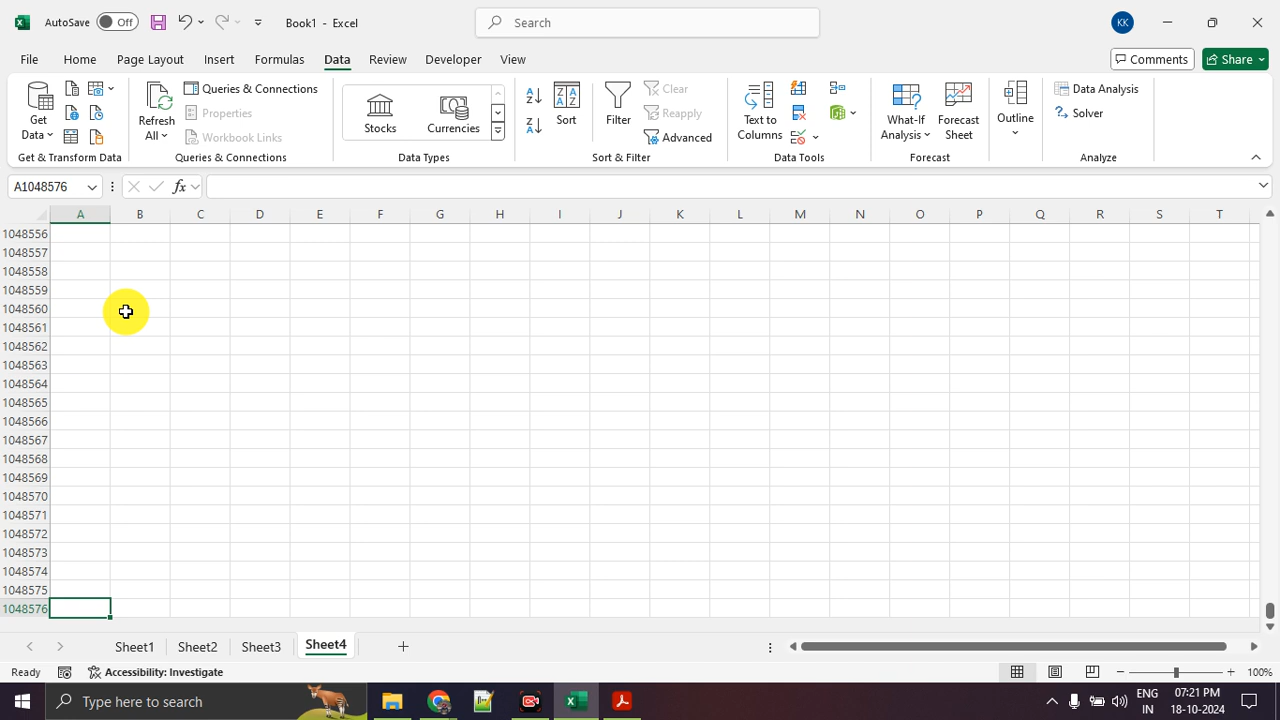 AutoSave Off Book1 - Excel Search KK
File Home Page Layout Insert Formulas Data Review Developer View Comments Share
Get Data Refresh All Queries & Connections Properties Workbook Links Stocks Currencies Sort Filter Clear Reapply Advanced Text to Columns What-If Analysis Forecast Sheet Outline Data Analysis Solver
Get & Transform Data Queries & Connections Data Types Sort & Filter Data Tools Forecast Analyze
A1048576 fx
A B C D E F G H I J K L M N O P Q R S T
1048556
1048557
1048558
1048559
1048560
1048561
1048562
1048563
1048564
1048565
1048566
1048567
1048568
1048569
1048570
1048571
1048572
1048573
1048574
1048575
1048576
Sheet1 Sheet2 Sheet3 Sheet4
Ready Accessibility: Investigate 100%
Type here to search ENG 07:21 PM
IN 18-10-2024